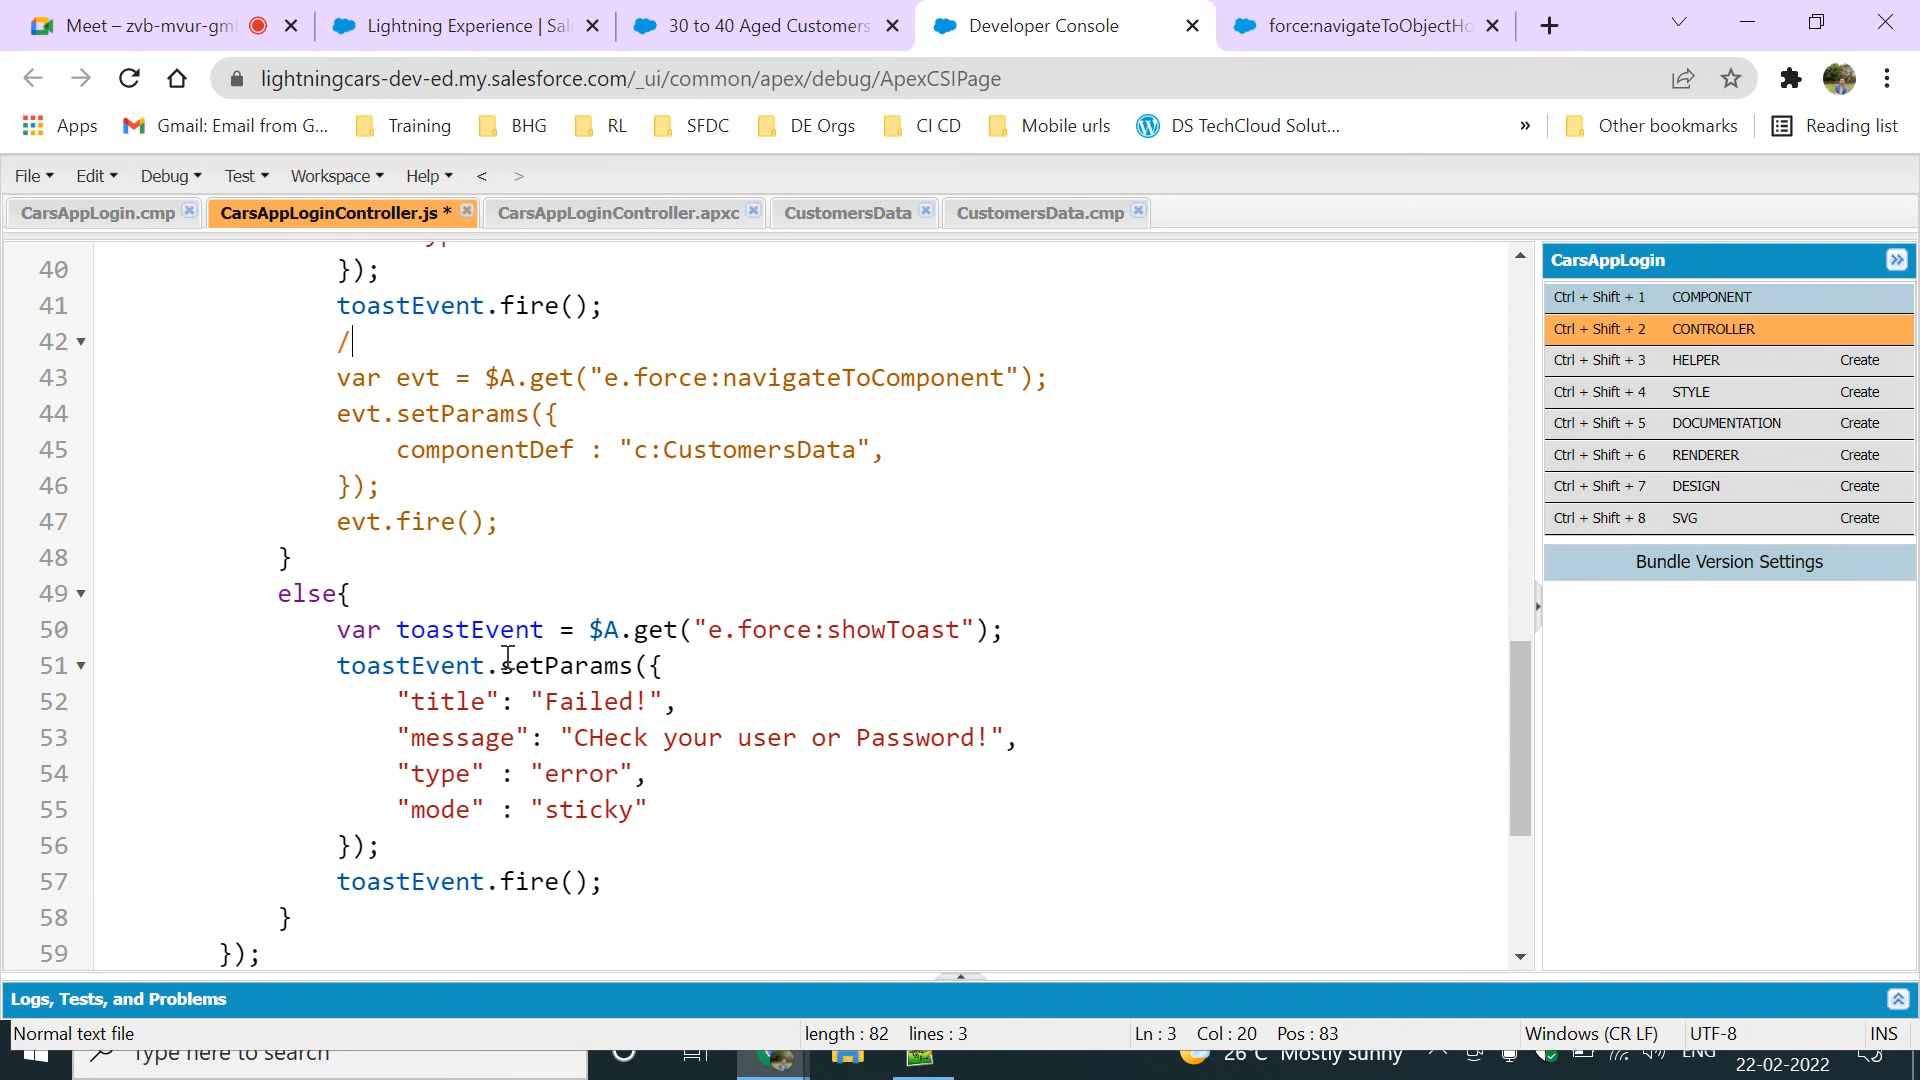 Meet – zvb-mvur-gml
Lightning Experience | Sal
30 to 40 Aged Customers
Developer Console
force:navigateToObjectHo
lightningcars-dev-ed.my.salesforce.com/_ui/common/apex/debug/ApexCSIPage
Apps
Gmail: Email from G...
Training
BHG
RL
SFDC
DE Orgs
CI CD
Mobile urls
DS TechCloud Solut...
»
Other bookmarks
Reading list
File
Edit
Debug
Test
Workspace
Help
<
>
CarsAppLogin.cmp
CarsAppLoginController.js *
CarsAppLoginController.apxc
CustomersData
CustomersData.cmp
40 });
41 toastEvent.fire();
42 /
43 var evt = $A.get("e.force:navigateToComponent");
44 evt.setParams({
45 componentDef : "c:CustomersData",
46 });
47 evt.fire();
48 }
49 else{
50 var toastEvent = $A.get("e.force:showToast");
51 toastEvent.setParams({
52 "title": "Failed!",
53 "message": "CHeck your user or Password!",
54 "type" : "error",
55 "mode" : "sticky"
56 });
57 toastEvent.fire();
58 }
59 });
CarsAppLogin
Ctrl + Shift + 1 COMPONENT
Ctrl + Shift + 2 CONTROLLER
Ctrl + Shift + 3 HELPER Create
Ctrl + Shift + 4 STYLE Create
Ctrl + Shift + 5 DOCUMENTATION Create
Ctrl + Shift + 6 RENDERER Create
Ctrl + Shift + 7 DESIGN Create
Ctrl + Shift + 8 SVG Create
Bundle Version Settings
Logs, Tests, and Problems
Normal text file
length : 82 lines : 3
Ln : 3 Col : 20 Pos : 83
Windows (CR LF)
UTF-8
INS
Type here to search
26°C Mostly sunny
ENG
22-02-2022